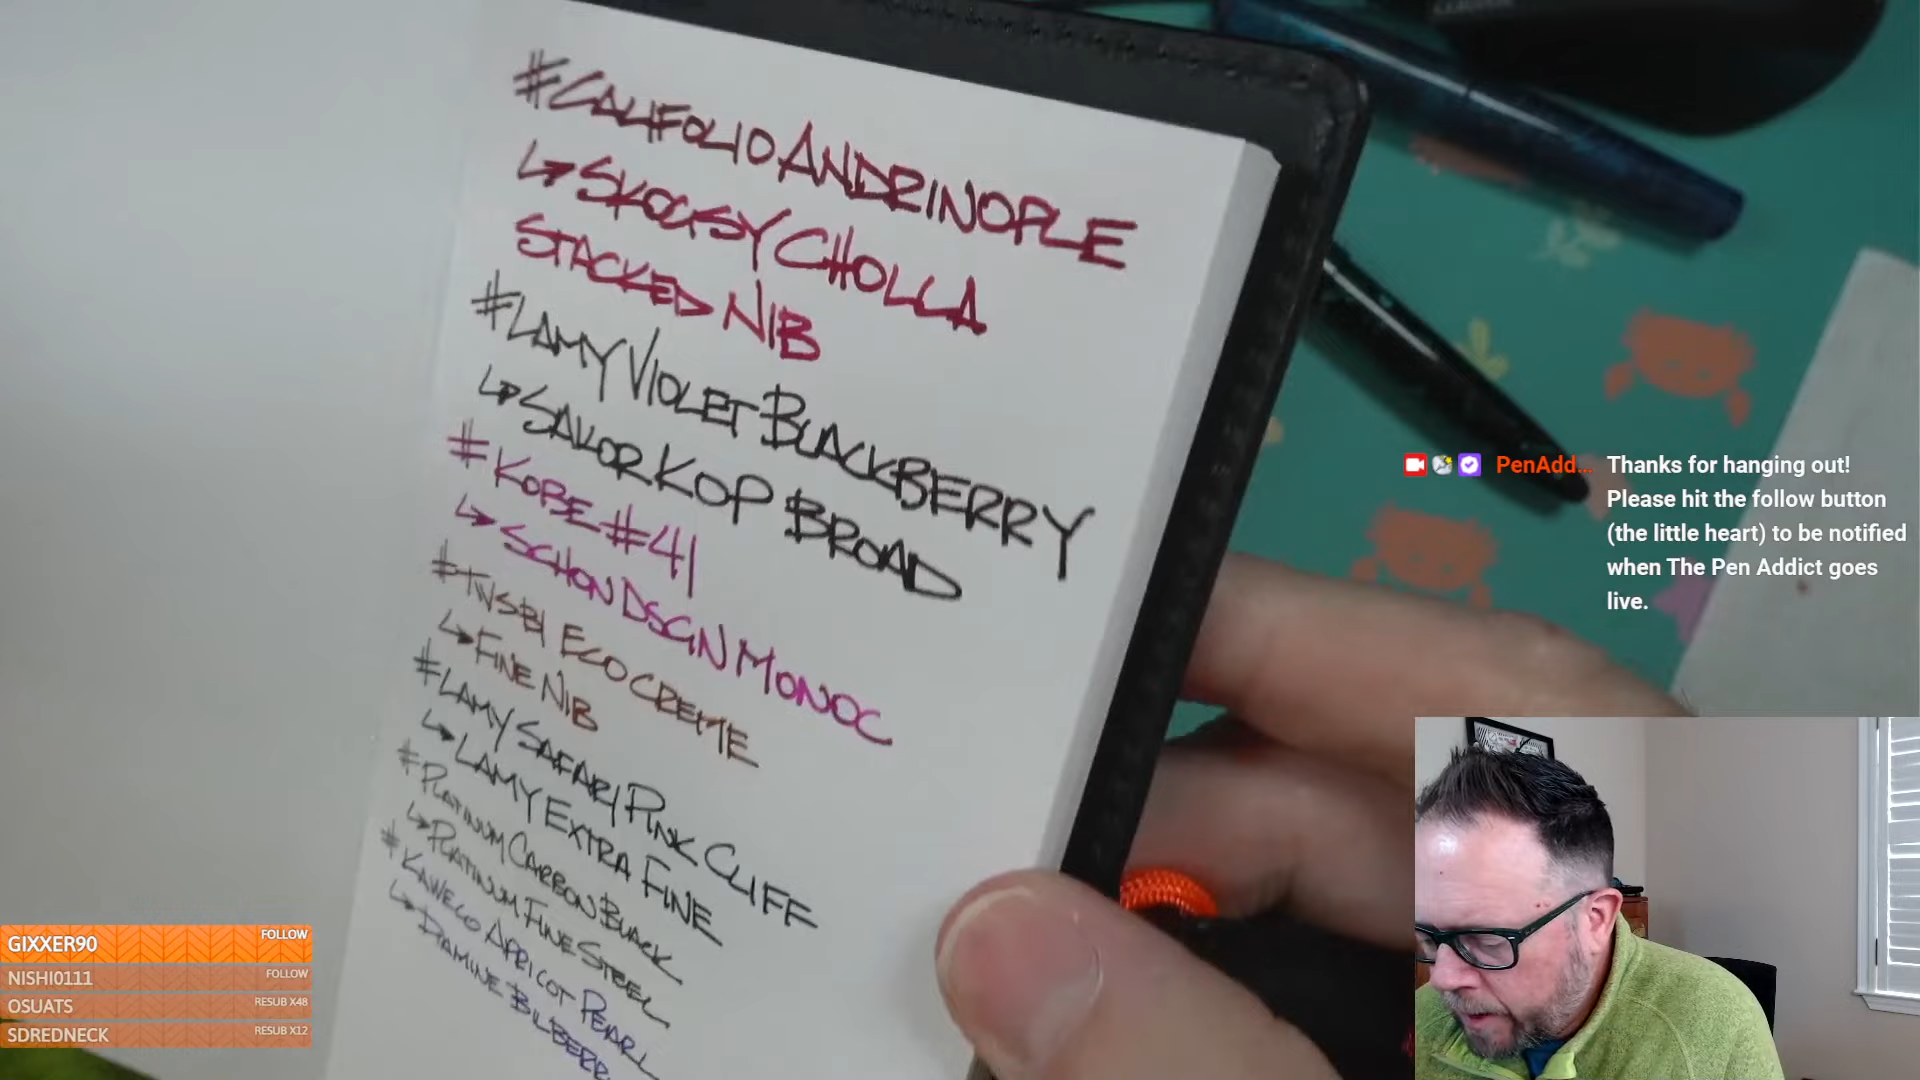 #CALIFOLIO ANDRINOPLE
↳SKOGSY CHOLLA
STACKED NIB
#LAMY VIOLET BLACKBERRY
↳SAILOR KOP BROAD
#KOBE #41
↳SCHON DSGN MONOC
#TWSBI ECO CREME
↳FINE NIB
#LAMY SAFARI PINK CLIFF
↳LAMY EXTRA FINE
#PLATINUM CARBON BLACK
↳PLATINUM FINE STEEL
#KAWECO APRICOT PEARL
↳DIAMINE BILBERR
PenAdd... Thanks for hanging out!
Please hit the follow button
(the little heart) to be notified
when The Pen Addict goes
live.
GIXXER90 FOLLOW
NISHI0111 FOLLOW
OSUATS RESUB X48
SDREDNECK RESUB X12